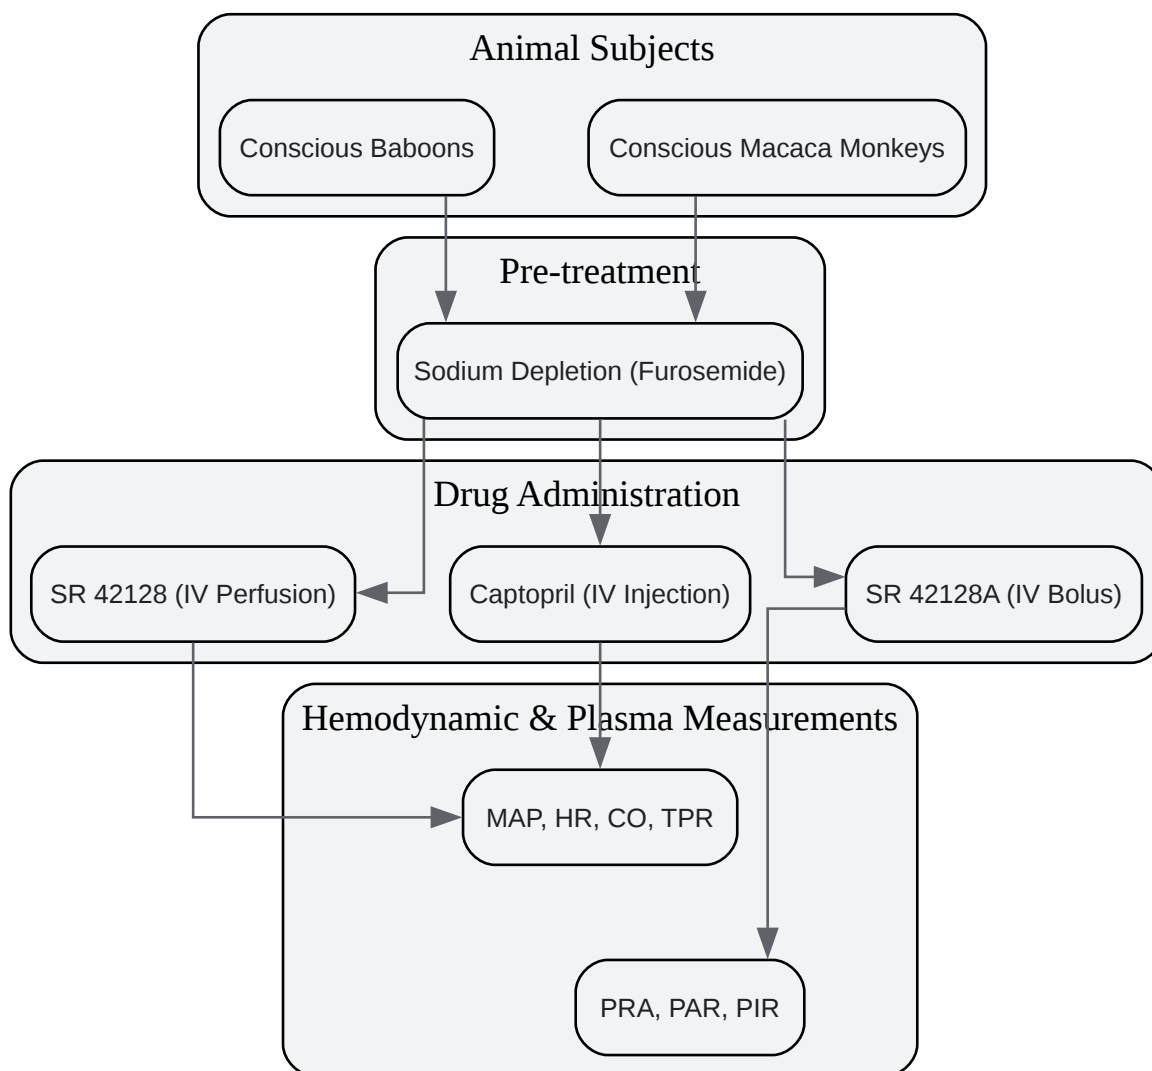 Animal Subjects
Conscious Baboons
Conscious Macaca Monkeys
Pre-treatment
Sodium Depletion (Furosemide)
Drug Administration
SR 42128 (IV Perfusion)
Captopril (IV Injection)
SR 42128A (IV Bolus)
Hemodynamic & Plasma Measurements
MAP, HR, CO, TPR
PRA, PAR, PIR